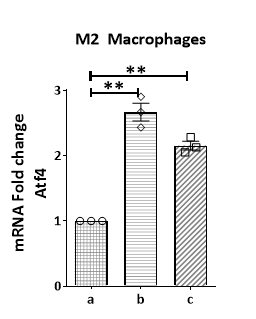 M2 Macrophages
**
**
mRNA Fold change
Atf4
3
2
1
0
a b c